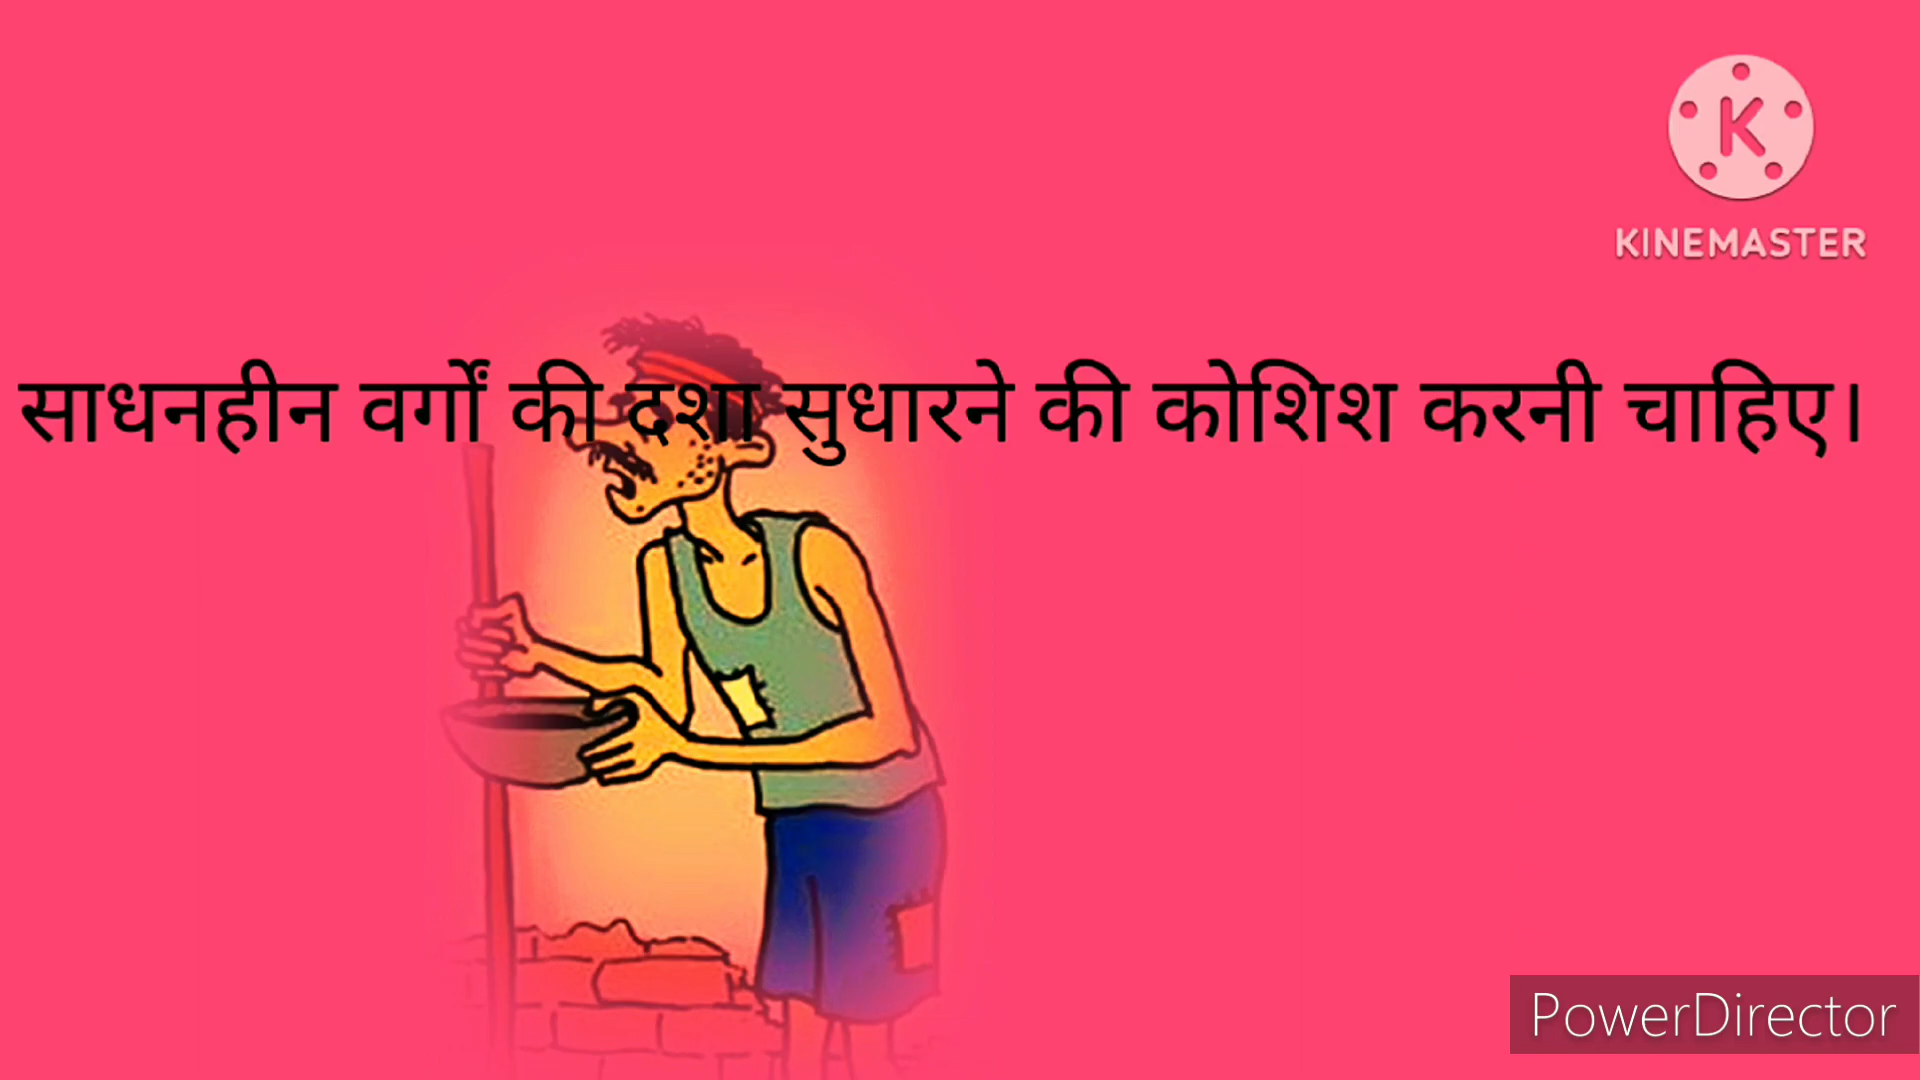 K
KINEMASTER
साधनहीन वर्गों की दशा सुधारने की कोशिश करनी चाहिए।
PowerDirector